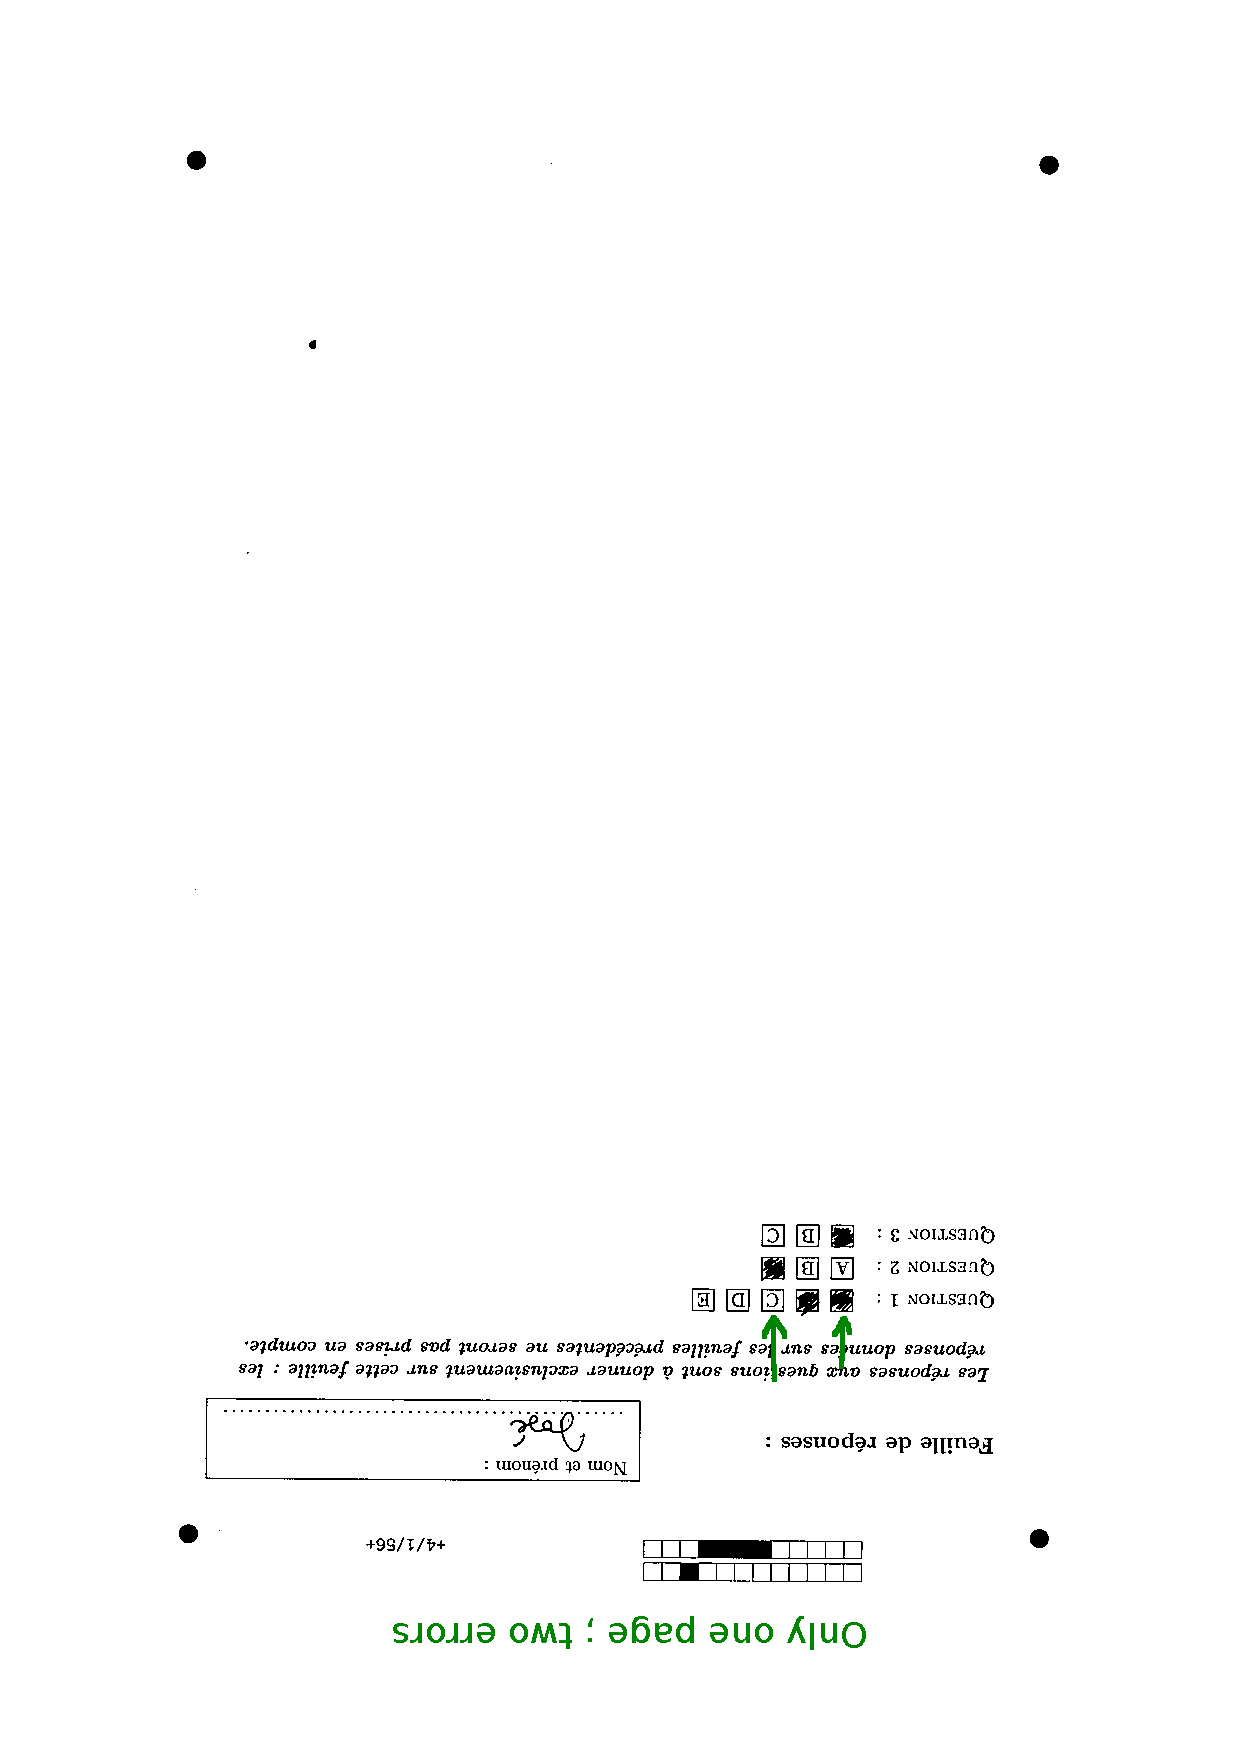 Only one page ; two errors
+4/1/56+
Feuille de réponses :
Nom et prénom :
José
Les réponses aux questions sont à donner exclusivement sur cette feuille : les
réponses données sur les feuilles précédentes ne seront pas prises en compte.
QUESTION 1 : C D E
QUESTION 2 : A B
QUESTION 3 : B C